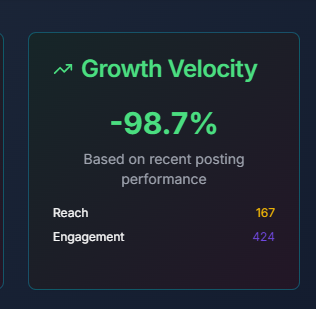 Growth Velocity
-98.7%
Based on recent posting
performance
Reach 167
Engagement 424